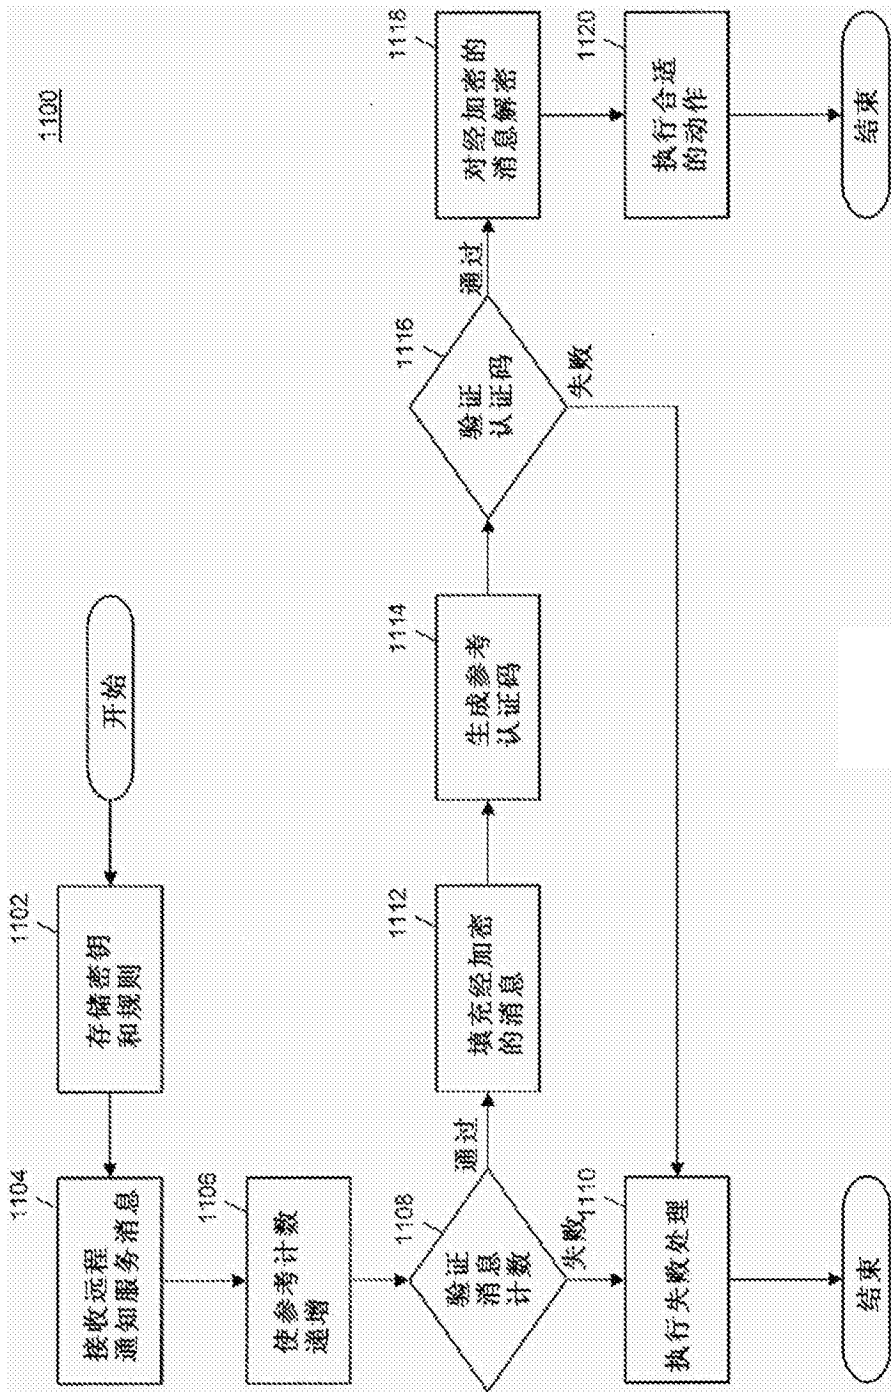 1100
开始
1102
存储密钥
和规则
1104
接收远程
通知服务消息
1106
使参考计数
递增
1108
验证
消息
计数
通过
失败
1110
执行失败处理
结束
1112
填充经加密
的消息
1114
生成参考
认证码
1116
验证
认证码
通过
失败
1118
对经加密的
消息解密
1120
执行合适
的动作
结束